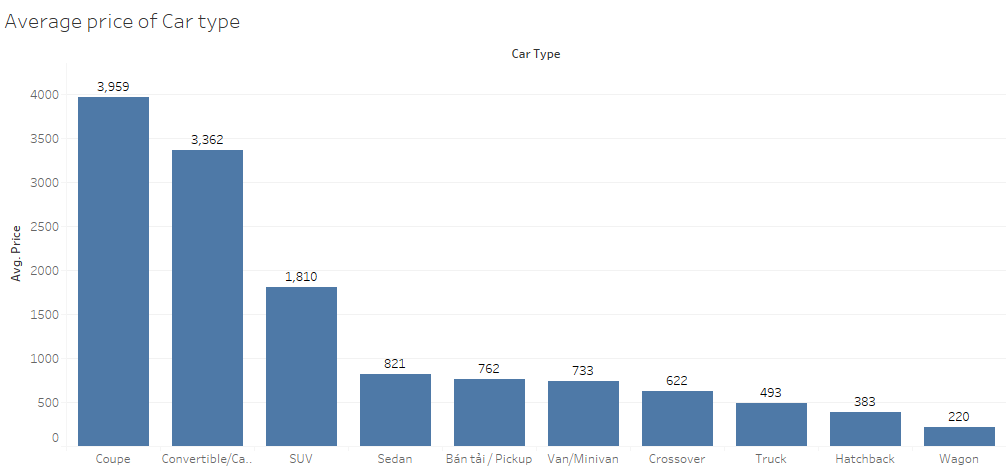 Average price of Car type
Car Type
Avg. Price
4000
3500
3000
2500
2000
1500
1000
500
0
3,959
3,362
1,810
821
762
733
622
493
383
220
Coupe
Convertible/Ca..
SUV
Sedan
Bán tải / Pickup
Van/Minivan
Crossover
Truck
Hatchback
Wagon